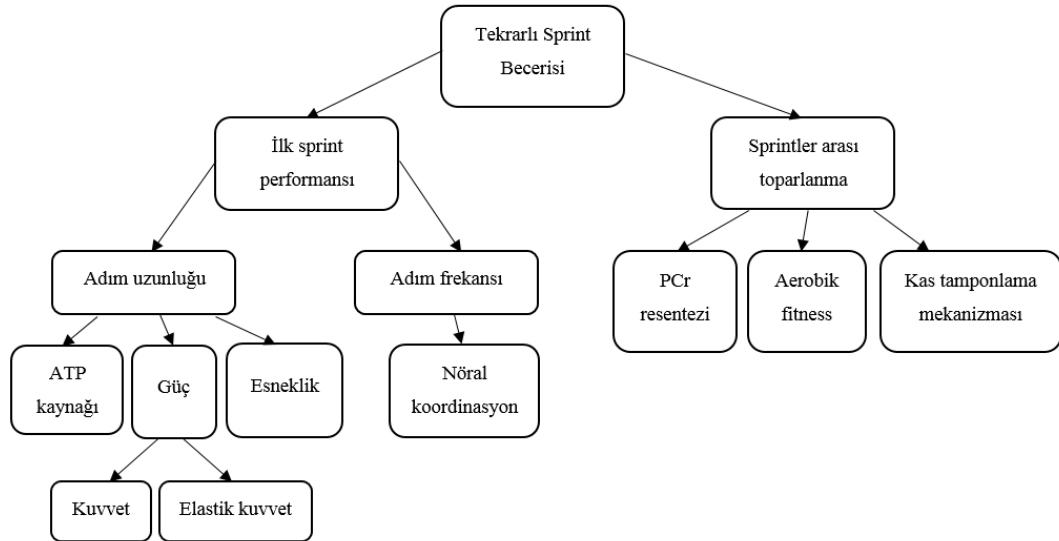 Tekrarlı Sprint
Becerisi
İlk sprint
performansı
Sprintler arası
toparlanma
Adım uzunluğu
Adım frekansı
PCr
resentezi
Aerobik
fitness
Kas tamponlama
mekanizması
ATP
kaynağı
Güç
Esneklik
Nöral
koordinasyon
Kuvvet
Elastik kuvvet